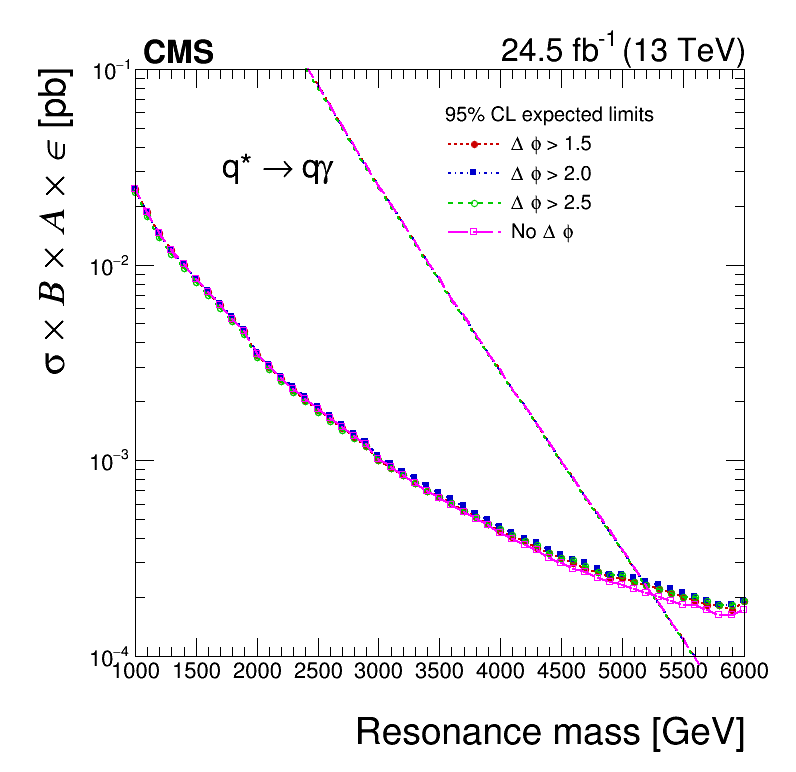 CMS 24.5 fb⁻¹ (13 TeV)
σ × B × A × ϵ [pb]
10⁻¹
10⁻²
10⁻³
10⁻⁴
95% CL expected limits
Δ ϕ > 1.5
Δ ϕ > 2.0
Δ ϕ > 2.5
No Δ ϕ
q* → qγ
1000 1500 2000 2500 3000 3500 4000 4500 5000 5500 6000
Resonance mass [GeV]